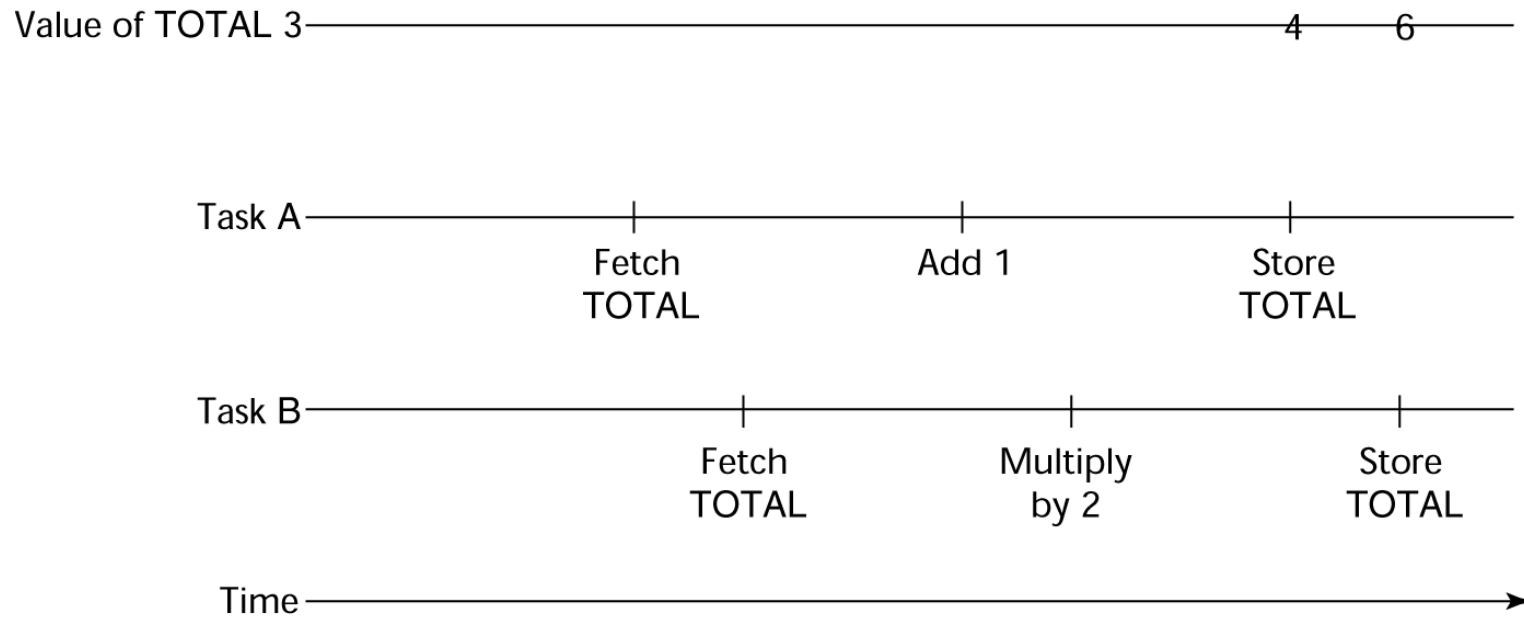 Value of TOTAL 3 4 6
Task A
Fetch Add 1 Store
TOTAL TOTAL
Task B
Fetch Multiply Store
TOTAL by 2 TOTAL
Time